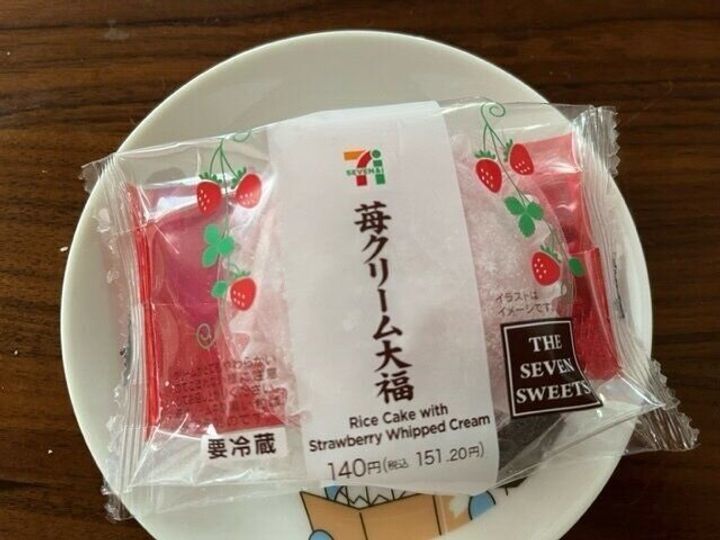 SEVEN&i
苺クリーム大福
Rice Cake with
Strawberry Whipped Cream
140円(税込 151.20円)
要冷蔵
イラストは
イメージです。
THE
SEVEN
SWEETS